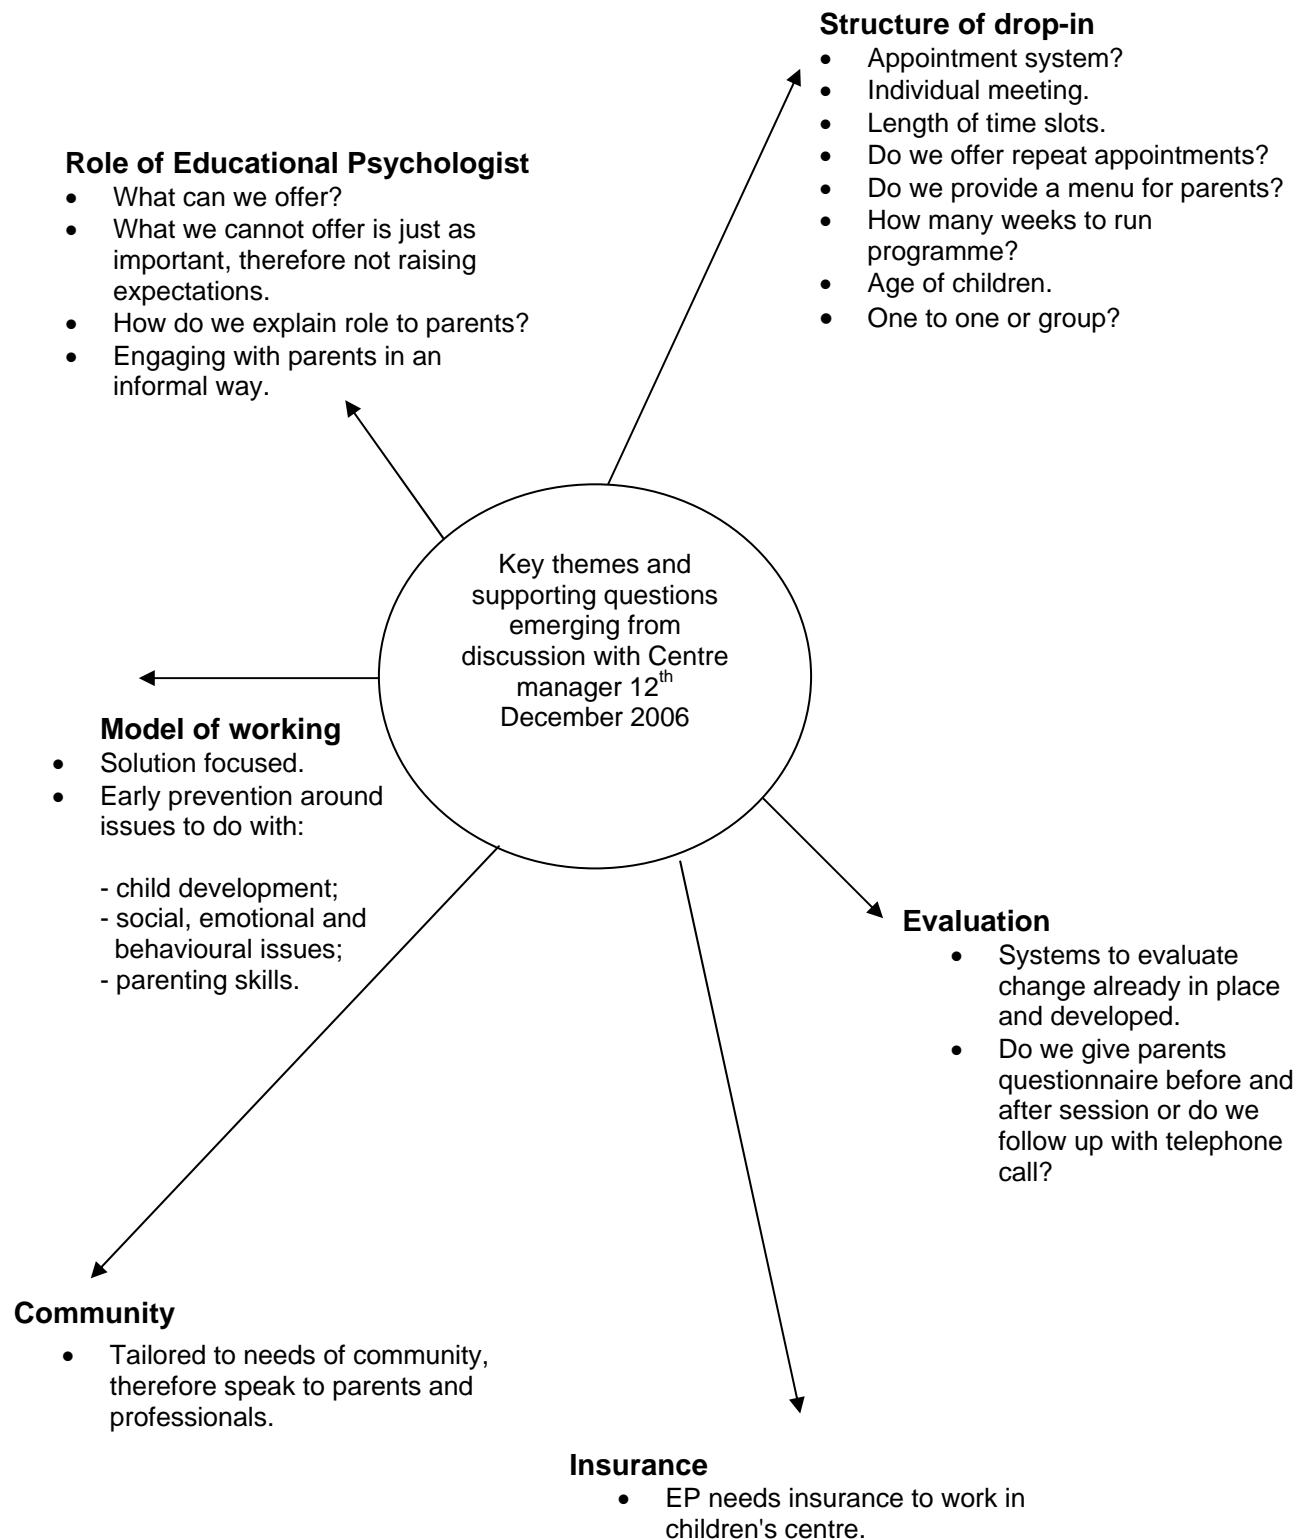 Structure of drop-in
• Appointment system?
• Individual meeting.
• Length of time slots.
• Do we offer repeat appointments?
• Do we provide a menu for parents?
• How many weeks to run
programme?
• Age of children.
• One to one or group?
Role of Educational Psychologist
• What can we offer?
• What we cannot offer is just as
important, therefore not raising
expectations.
• How do we explain role to parents?
• Engaging with parents in an
informal way.
Key themes and
supporting questions
emerging from
discussion with Centre
manager 12th
December 2006
Model of working
• Solution focused.
• Early prevention around
issues to do with:
- child development;
- social, emotional and
behavioural issues;
- parenting skills.
Evaluation
• Systems to evaluate
change already in place
and developed.
• Do we give parents
questionnaire before and
after session or do we
follow up with telephone
call?
Community
• Tailored to needs of community,
therefore speak to parents and
professionals.
Insurance
• EP needs insurance to work in
children's centre.